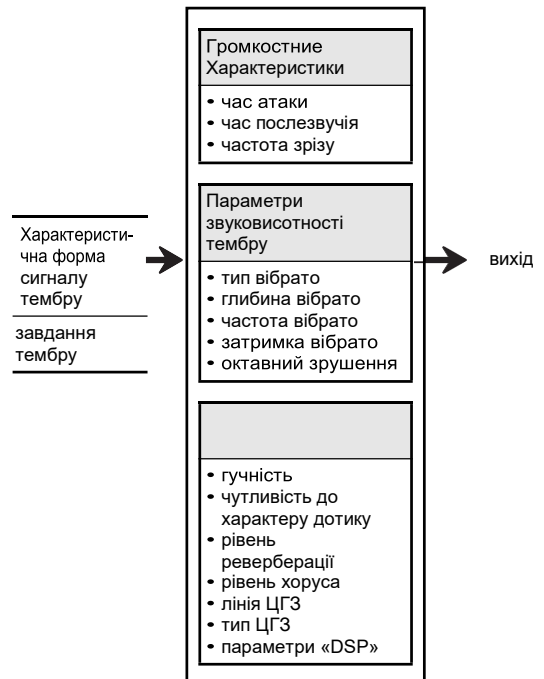 Громкостние
Характеристики
• час атаки
• час послезвучія
• частота зрізу
Характеристи-
чна форма
сигналу
тембру
завдання
тембру
Параметри
звуковисотності
тембру
• тип вібрато
• глибина вібрато
• частота вібрато
• затримка вібрато
• октавний зрушення
вихід
• гучність
• чутливість до
характеру дотику
• рівень
реверберації
• рівень хоруса
• лінія ЦГЗ
• тип ЦГЗ
• параметри «DSP»